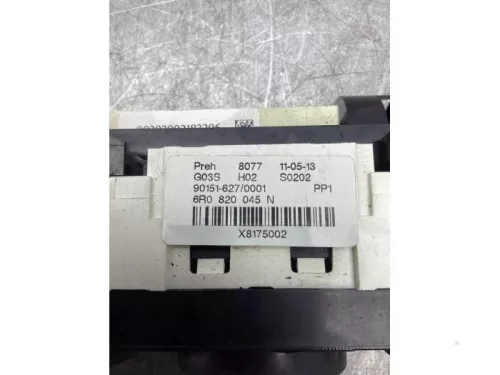 Preh 8077 11-05-13
G03S H02 S0202
90151-627/0001 PP1
6R0 820 045 N
X8175002